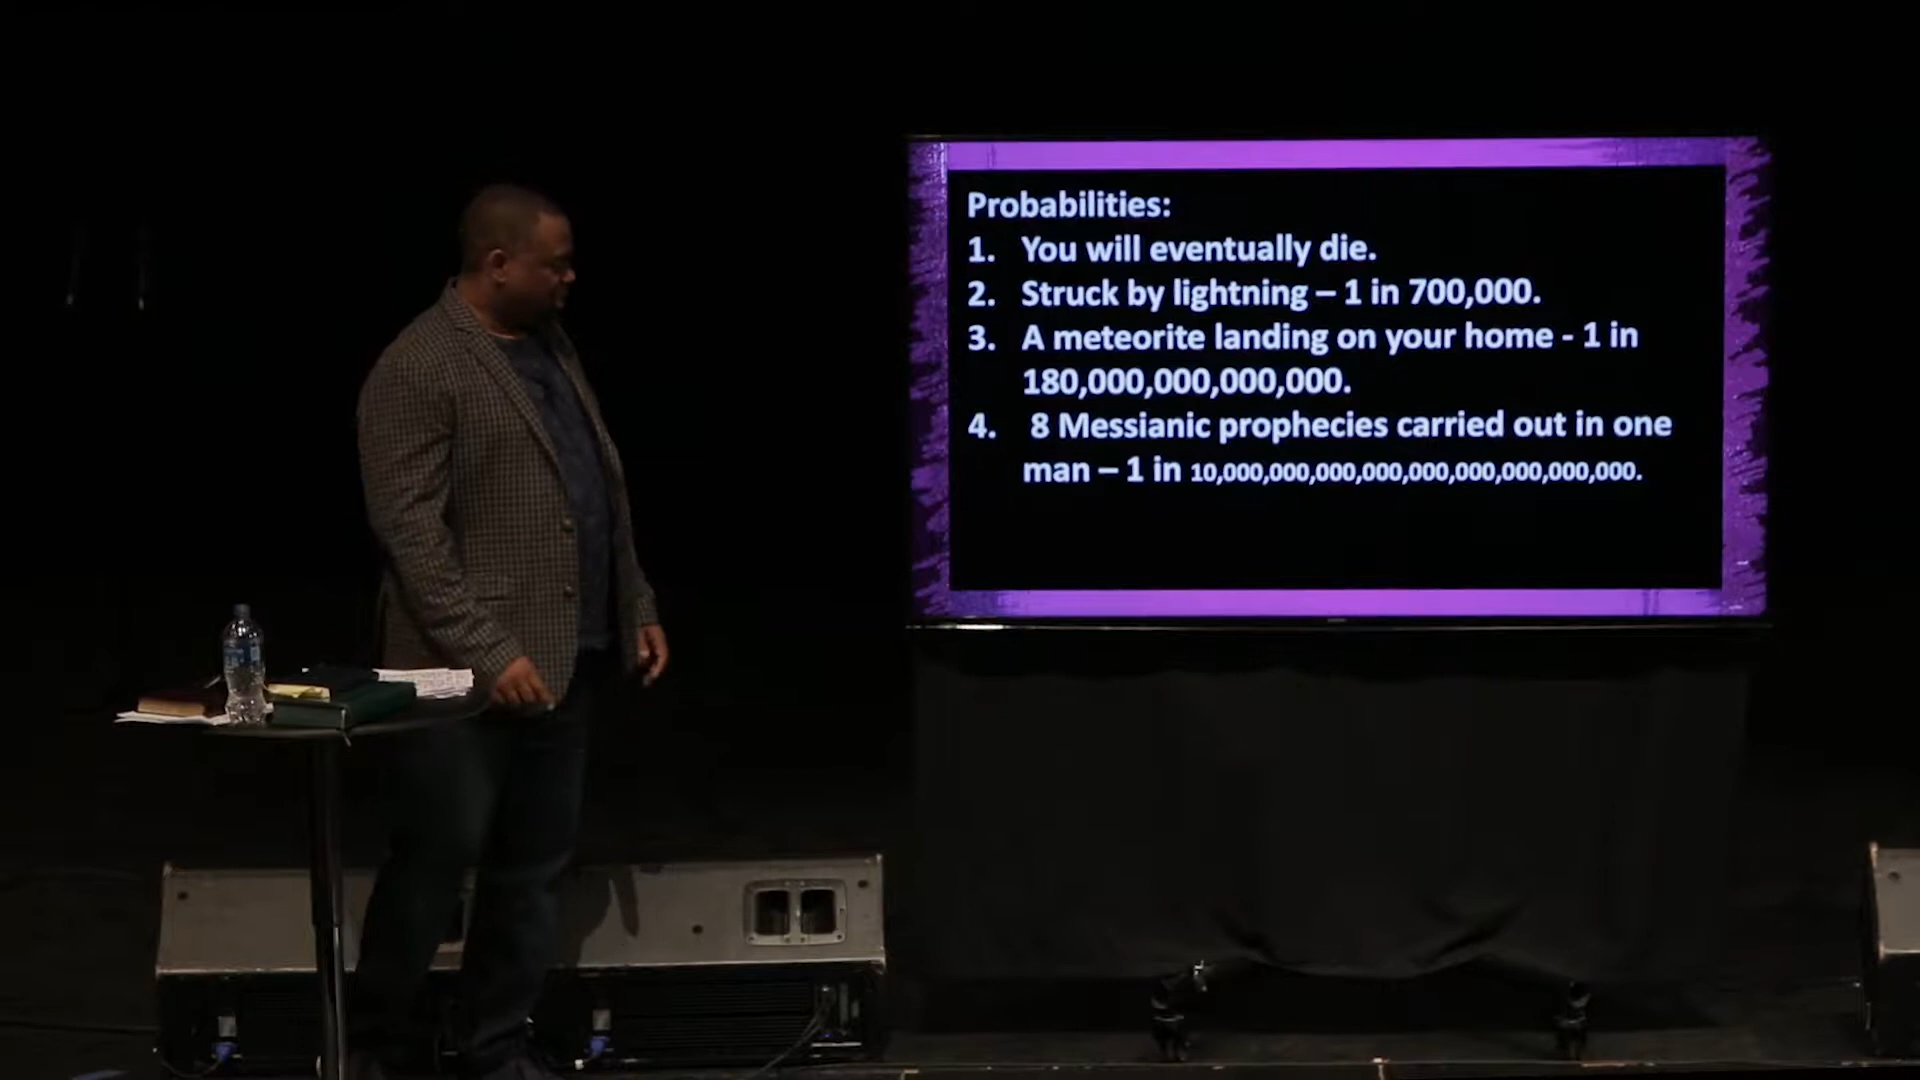 Probabilities:
1. You will eventually die.
2. Struck by lightning – 1 in 700,000.
3. A meteorite landing on your home - 1 in
180,000,000,000,000.
4. 8 Messianic prophecies carried out in one
man – 1 in 10,000,000,000,000,000,000,000,000,000.